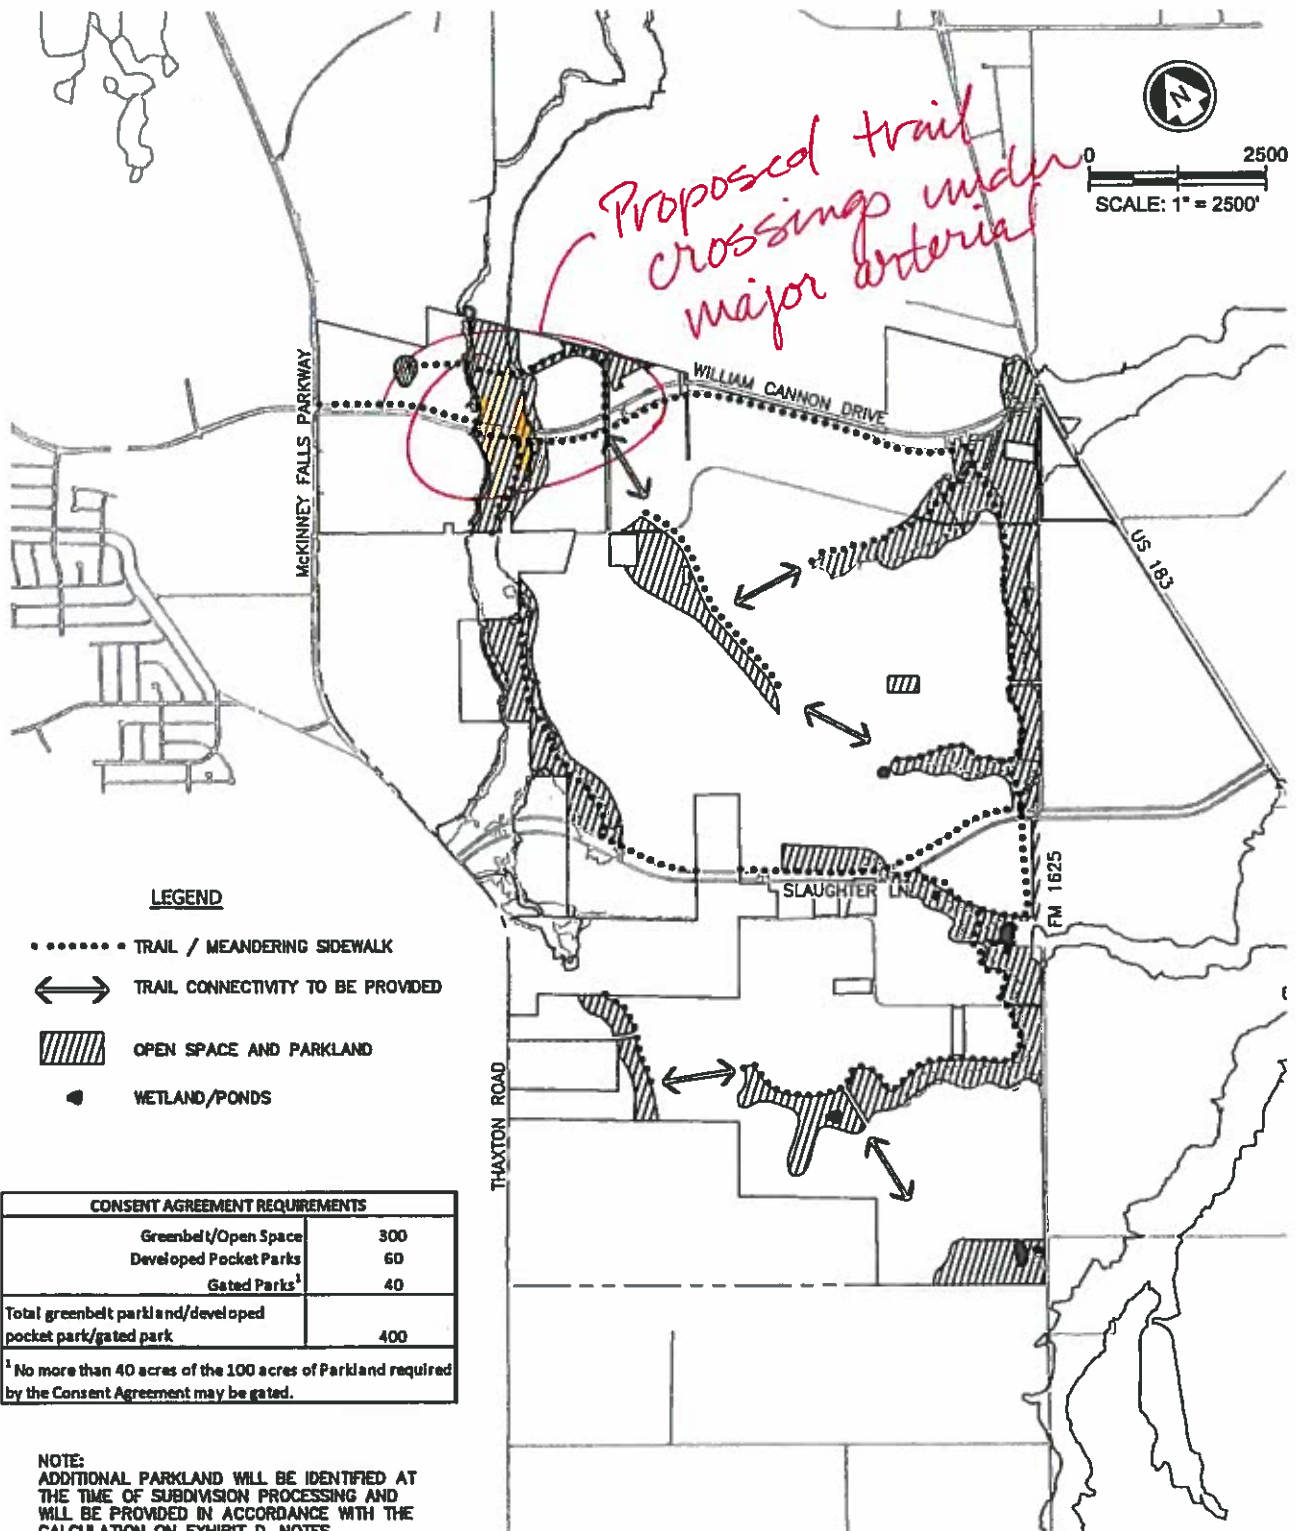 N
0 2500
SCALE: 1" = 2500'
Proposed trail
crossings under
major arterial
McKINNEY FALLS PARKWAY
WILLIAM CANNON DRIVE
US 183
SLAUGHTER LN
FM 1625
THAXTON ROAD
LEGEND
TRAIL / MEANDERING SIDEWALK
TRAIL CONNECTIVITY TO BE PROVIDED
OPEN SPACE AND PARKLAND
WETLAND/PONDS
CONSENT AGREEMENT REQUIREMENTS
Greenbelt/Open Space 300
Developed Pocket Parks 60
Gated Parks¹ 40
Total greenbelt parkland/developed
pocket park/gated park 400
¹ No more than 40 acres of the 100 acres of Parkland required
by the Consent Agreement may be gated.
NOTE:
ADDITIONAL PARKLAND WILL BE IDENTIFIED AT
THE TIME OF SUBDIVISION PROCESSING AND
WILL BE PROVIDED IN ACCORDANCE WITH THE
CALCULATION ON EXHIBIT D NOTES